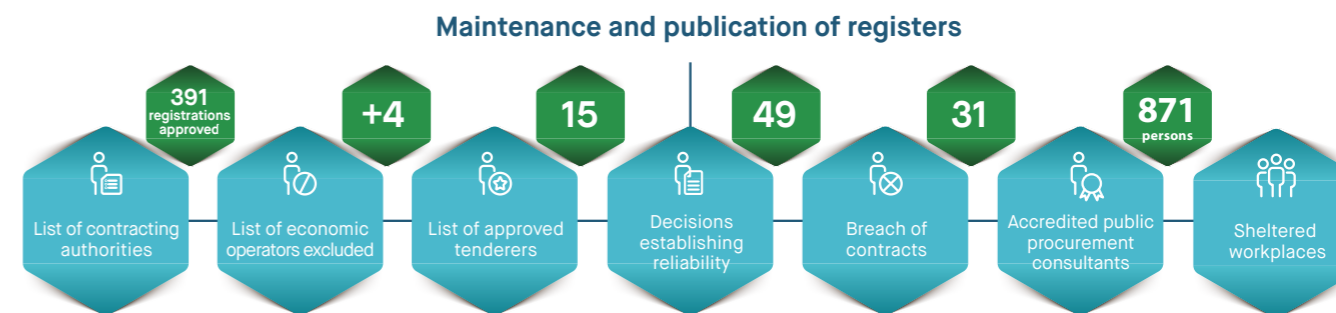 Maintenance and publication of registers
391
registrations
approved
+4
15
49
31
871
persons
List of contracting
authorities
List of economic
operators excluded
List of approved
tenderers
Decisions
establishing
reliability
Breach of
contracts
Accredited public
procurement
consultants
Sheltered
workplaces